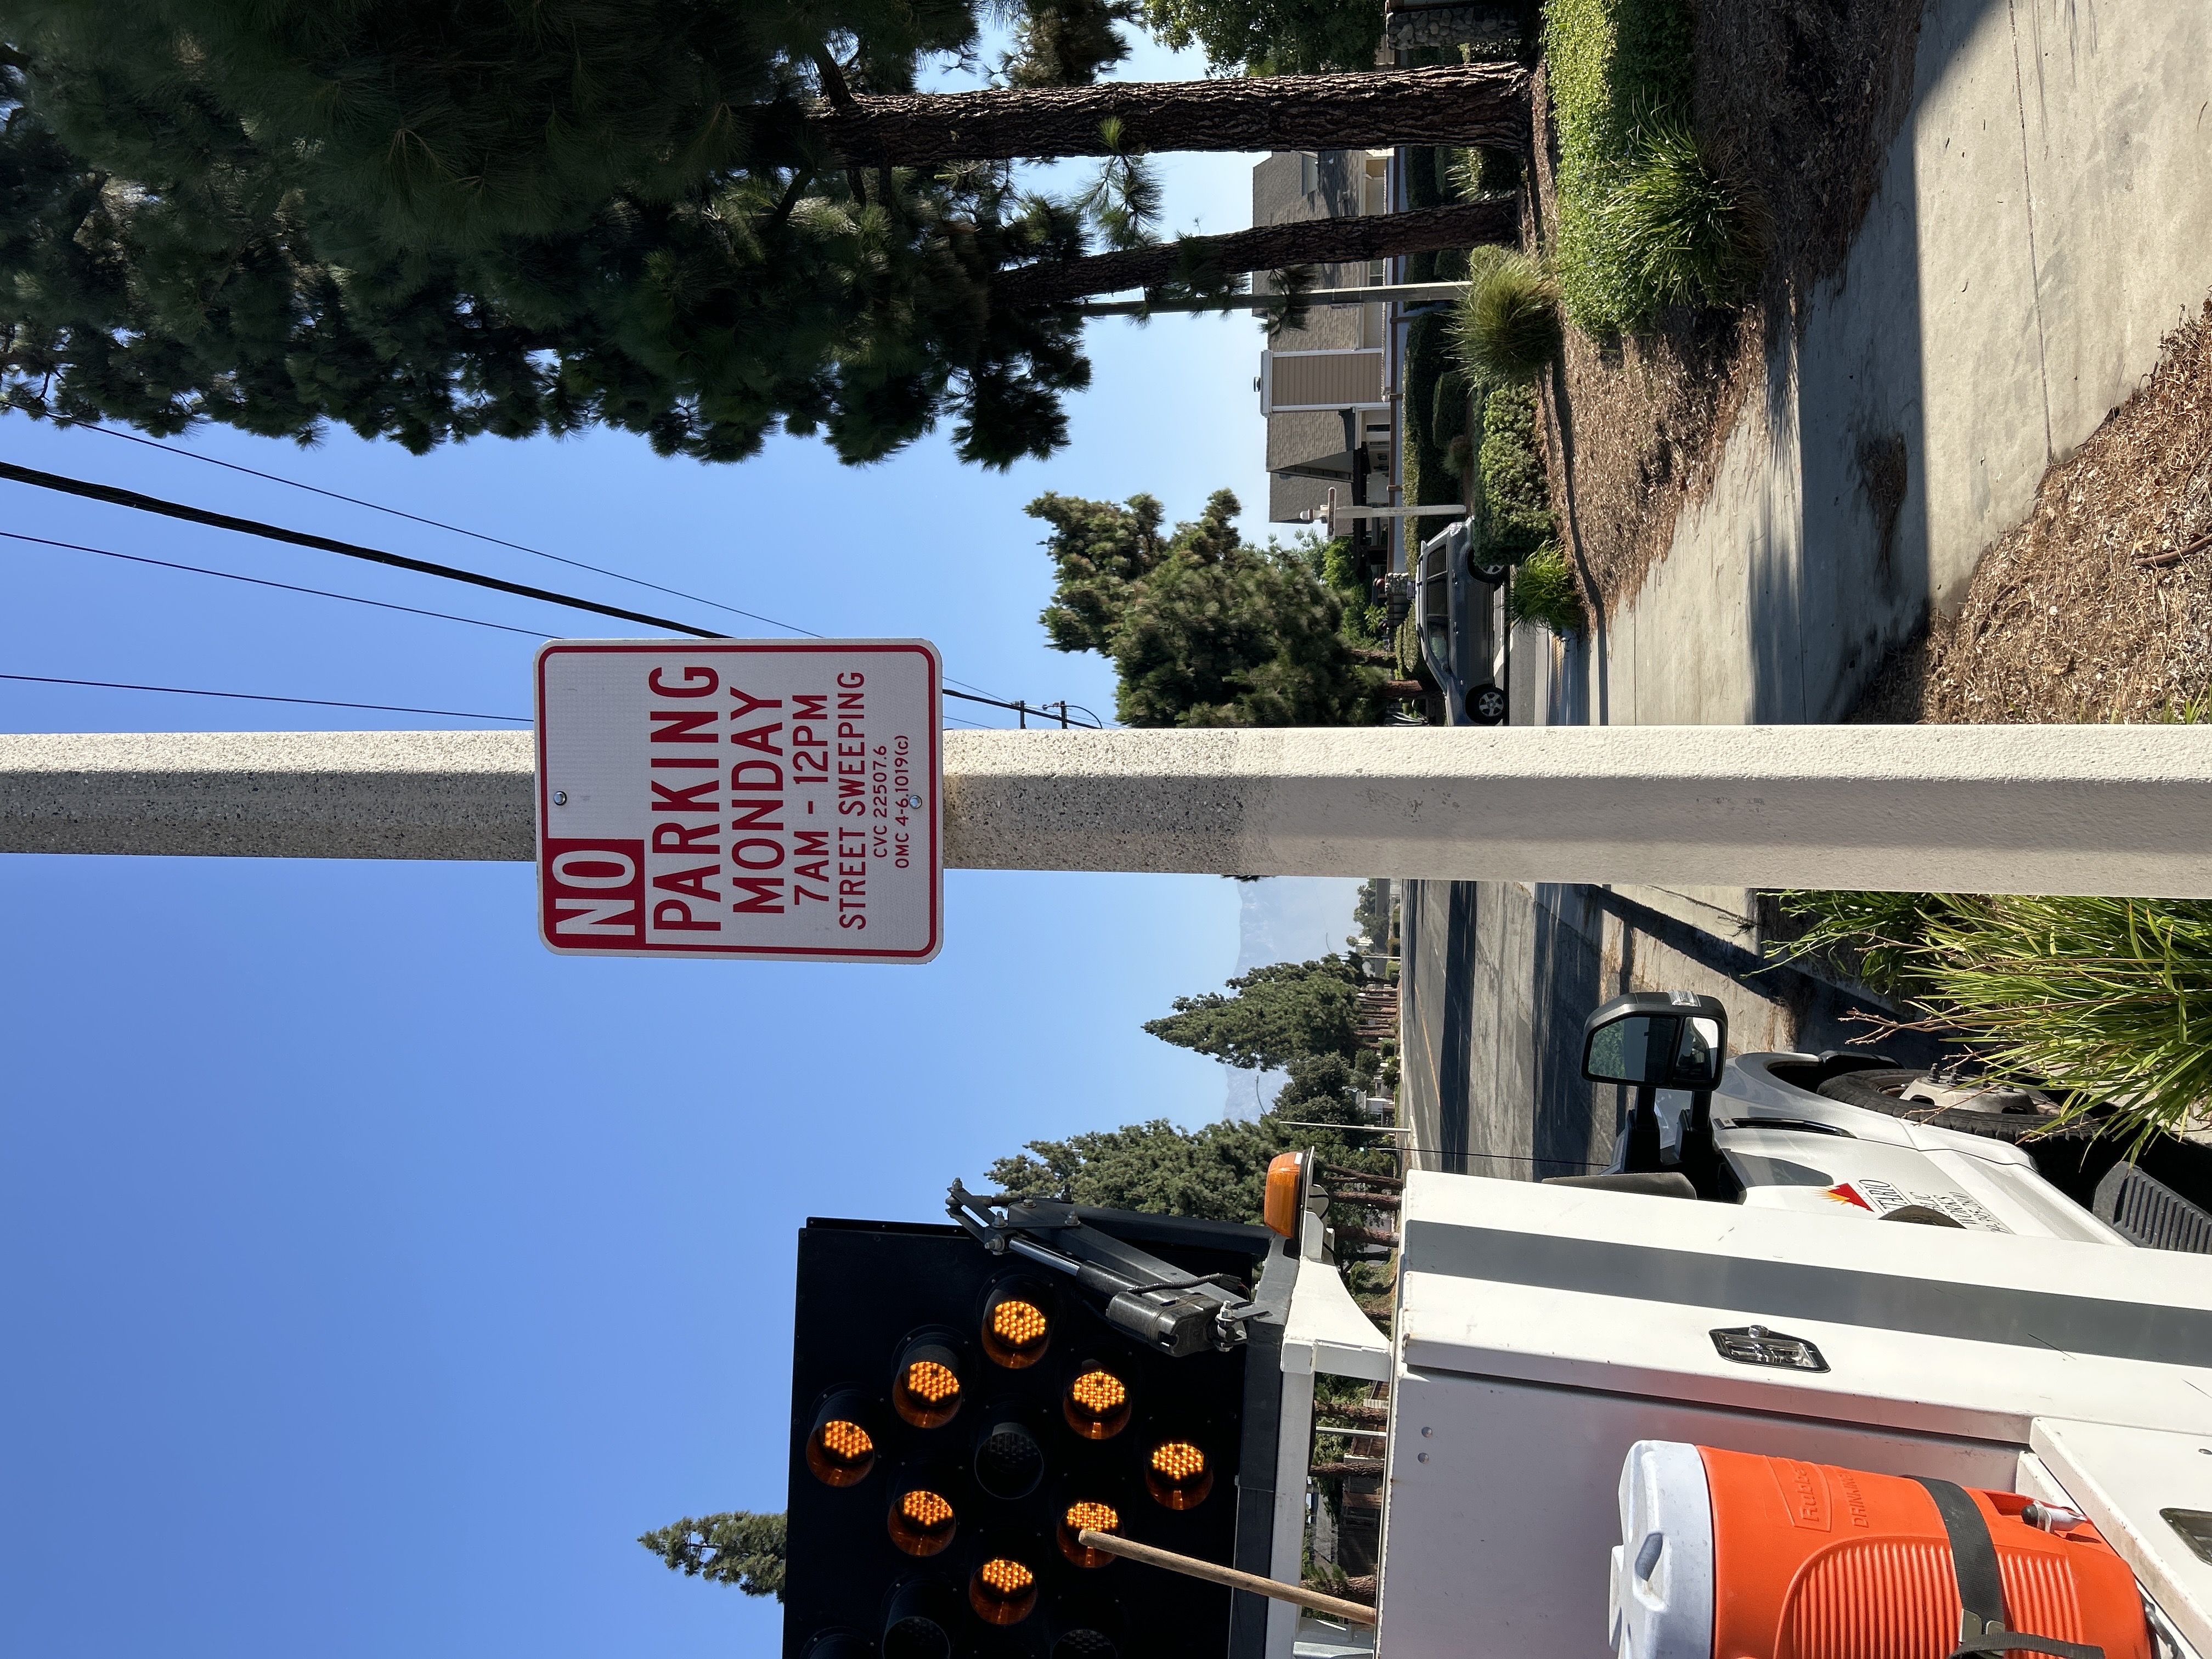 NO
PARKING
MONDAY
7AM - 12PM
STREET SWEEPING
CVC 22507.6
OMC 4-6.1019(c)